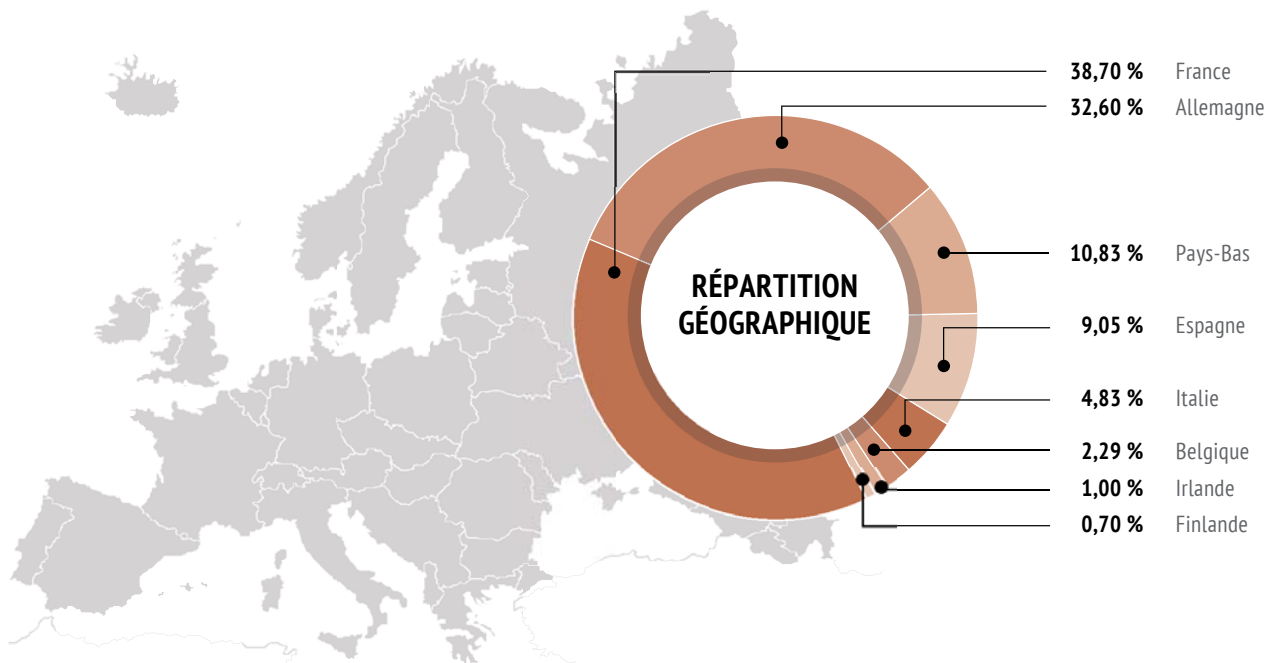 38,70 % France
32,60 % Allemagne
10,83 % Pays-Bas
RÉPARTITION
GÉOGRAPHIQUE
9,05 % Espagne
4,83 % Italie
2,29 % Belgique
1,00 % Irlande
0,70 % Finlande